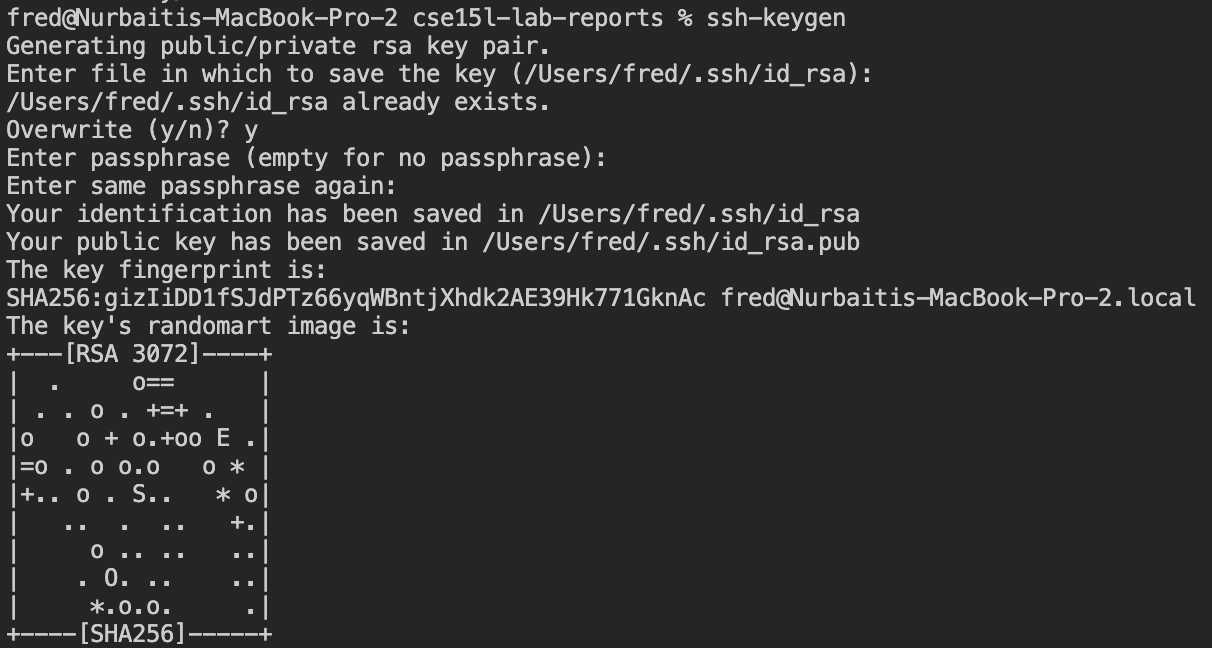 fred@Nurbaitis-MacBook-Pro-2 cse15l-lab-reports % ssh-keygen
Generating public/private rsa key pair.
Enter file in which to save the key (/Users/fred/.ssh/id_rsa):
/Users/fred/.ssh/id_rsa already exists.
Overwrite (y/n)? y
Enter passphrase (empty for no passphrase):
Enter same passphrase again:
Your identification has been saved in /Users/fred/.ssh/id_rsa
Your public key has been saved in /Users/fred/.ssh/id_rsa.pub
The key fingerprint is:
SHA256:gizIiDD1fSJdPTz66yqWBntjXhdk2AE39Hk771GknAc fred@Nurbaitis-MacBook-Pro-2.local
The key's randomart image is:
+---[RSA 3072]----+
|  .     o==      |
| . . o . +=+ .   |
|o   o + o.+oo E .|
|=o . o o.o   o * |
|+.. o . S..   * o|
|   ..  .  ..   +.|
|     o .. ..   ..|
|    . O. ..    ..|
|     *.o.o.     .|
+----[SHA256]-----+